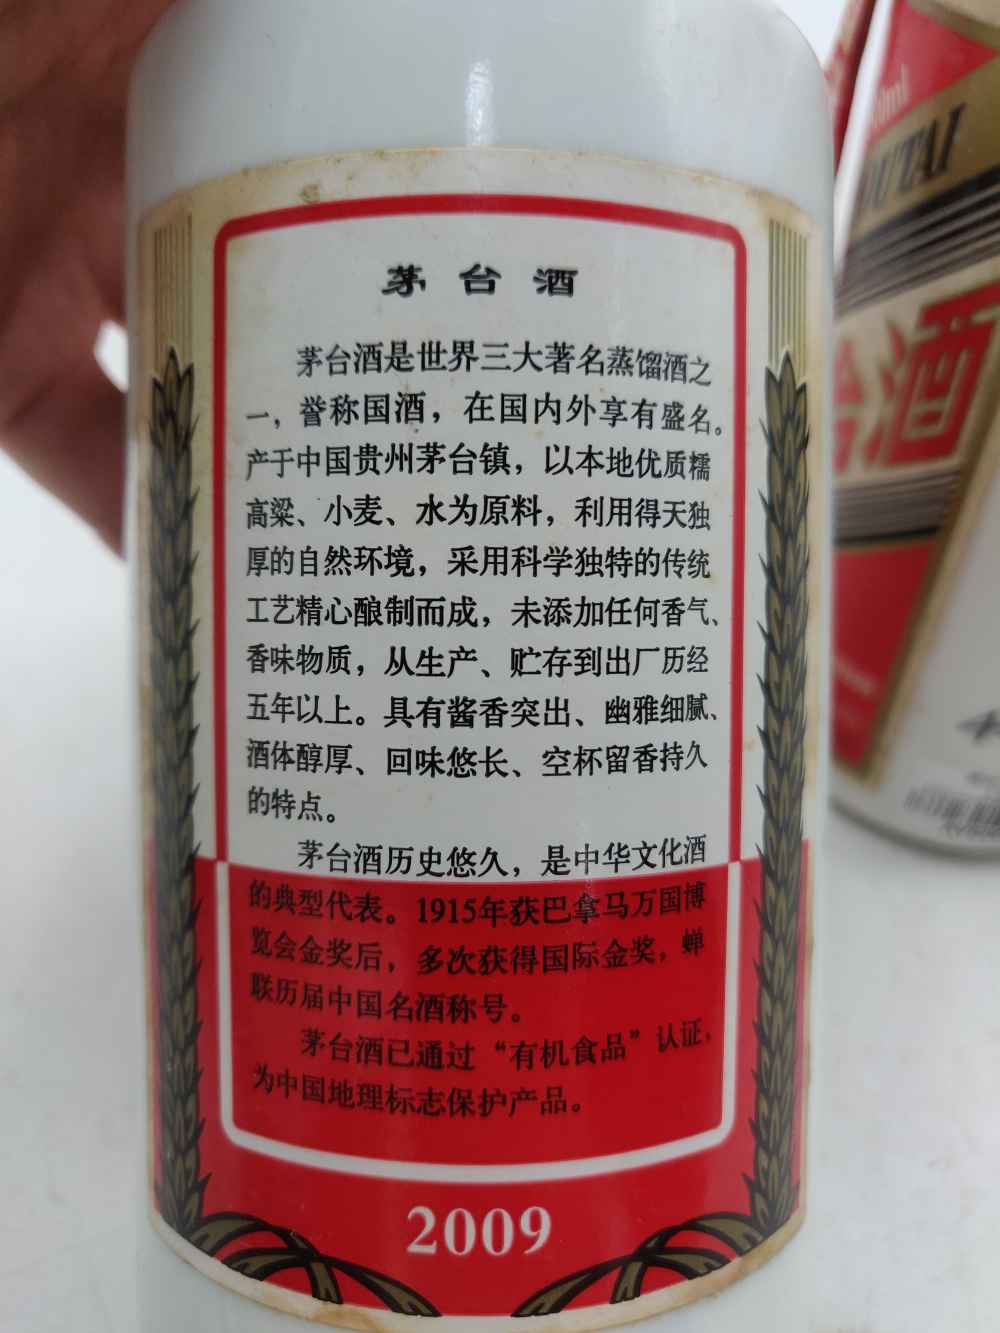 茅台酒
茅台酒是世界三大著名蒸馏酒之
一，誉称国酒，在国内外享有盛名。
产于中国贵州茅台镇，以本地优质糯
高粱、小麦、水为原料，利用得天独
厚的自然环境，采用科学独特的传统
工艺精心酿制而成，未添加任何香气、
香味物质，从生产、贮存到出厂历经
五年以上。具有酱香突出、幽雅细腻、
酒体醇厚、回味悠长、空杯留香持久
的特点。
茅台酒历史悠久，是中华文化酒
的典型代表。1915年获巴拿马万国博
览会金奖后，多次获得国际金奖，蝉
联历届中国名酒称号。
茅台酒已通过“有机食品”认证，
为中国地理标志保护产品。
2009
ml
UTAI
台酒